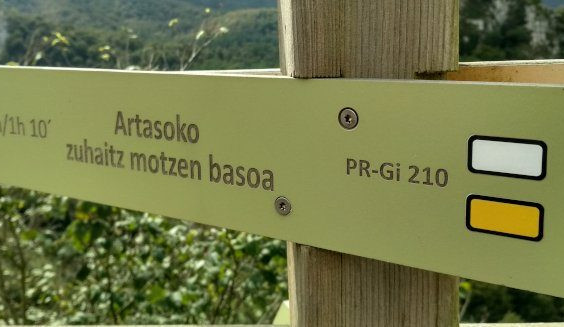 /1h 10´
Artasoko
zuhaitz motzen basoa
PR-Gi 210